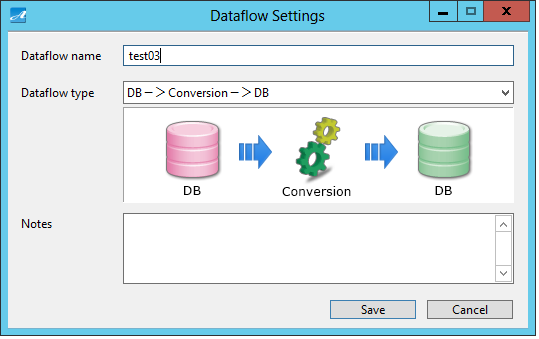 Dataflow Settings
Dataflow name test03
Dataflow type DB－＞Conversion－＞DB
DB Conversion DB
Notes
Save Cancel